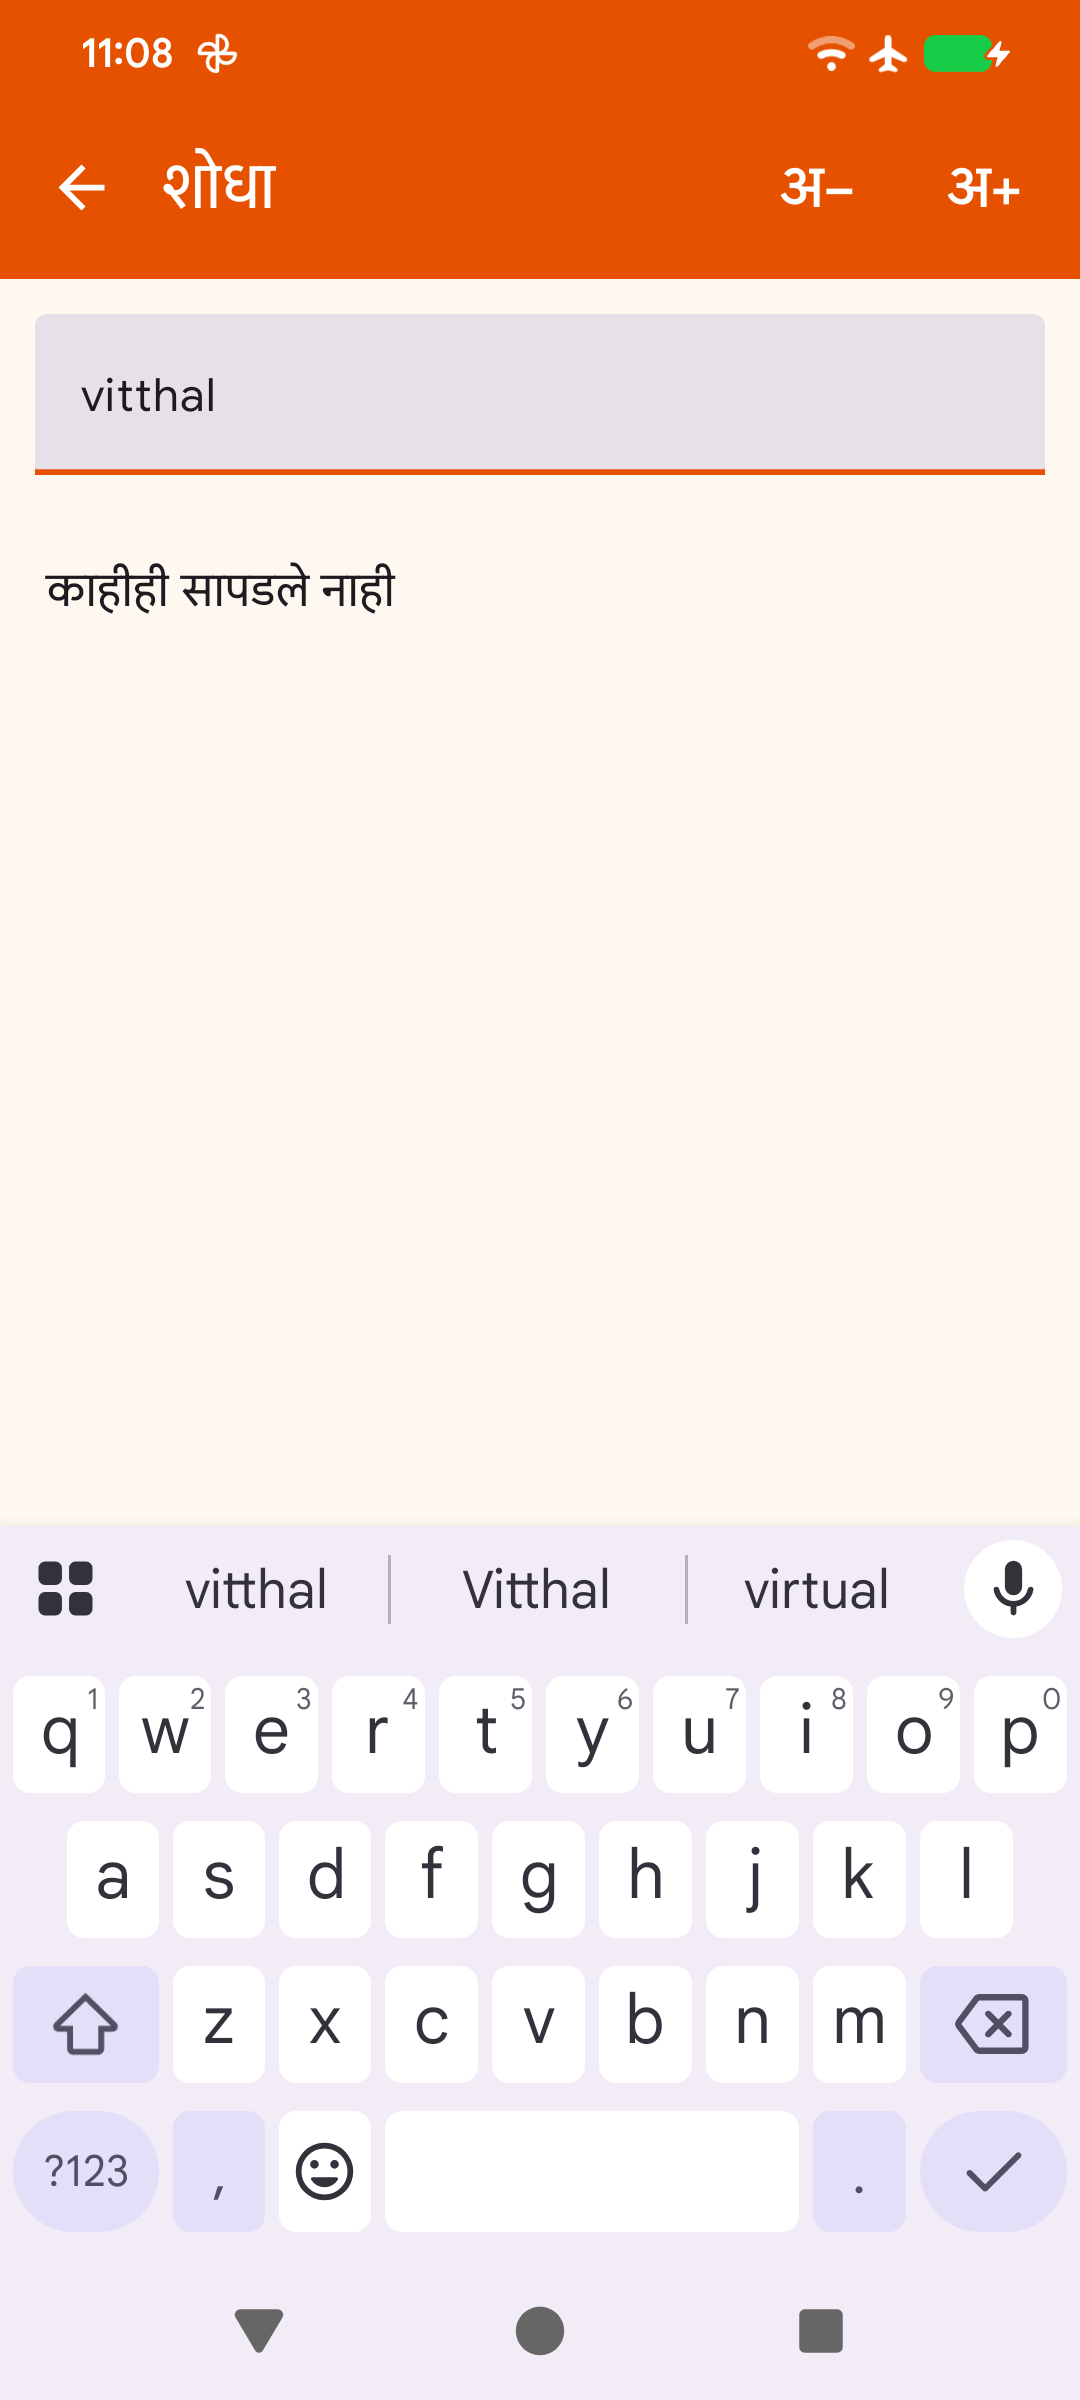 11:08
शोधा
अ–
अ+
vitthal
काहीही सापडले नाही
vitthal
Vitthal
virtual
q 1 w 2 e 3 r 4 t 5 y 6 u 7 i 8 o 9 p 0
a s d f g h j k l
z x c v b n m
?123 , .